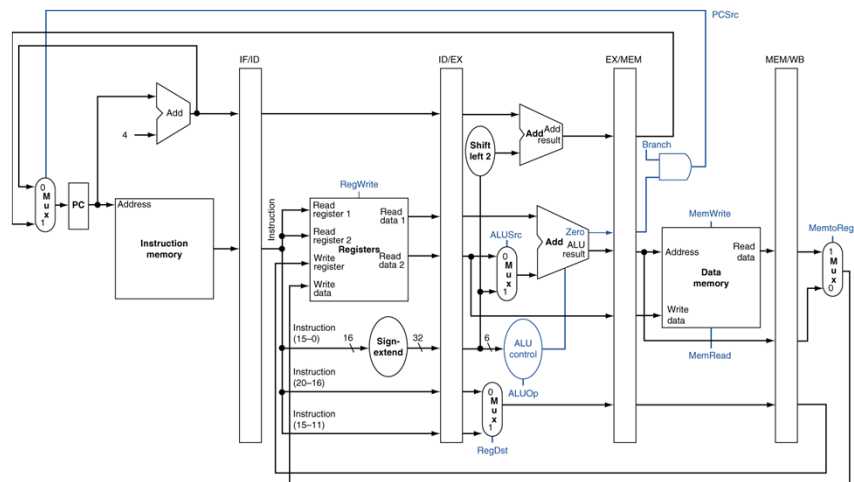 PCSrc
IF/ID
ID/EX
EX/MEM
MEM/WB
Add
4
Add Add
result
Shift
left 2
Branch
0
M
u
x
1
PC
Address
Instruction
memory
Instruction
RegWrite
Read
register 1
Read
data 1
Read
register 2
Registers
Write
register
Read
data 2
Write
data
ALUSrc
0
M
u
x
1
Add
Zero
ALU
result
MemWrite
Address
Read
data
Data
memory
Write
data
MemRead
MemtoReg
1
M
u
x
0
Instruction
(15–0)
16
Sign-
extend
32
6
ALU
control
ALUOp
Instruction
(20–16)
Instruction
(15–11)
0
M
u
x
1
RegDst